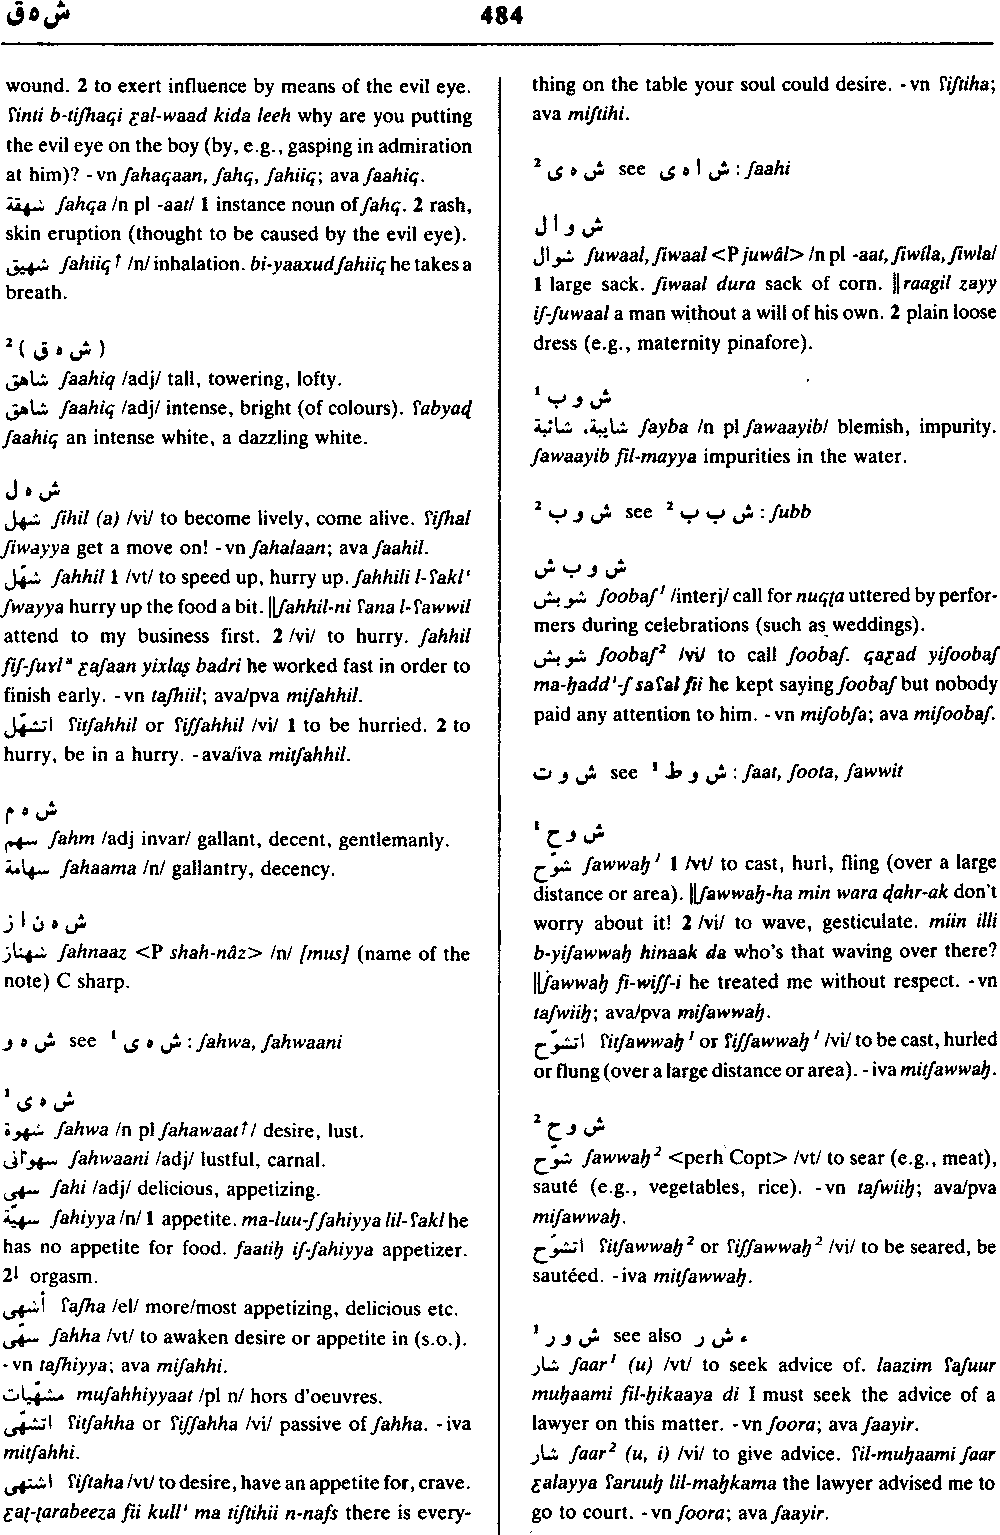 ش ه ق
484
wound. 2 to exert influence by means of the evil eye.
ʕinti b-tiʃhaqi ɛal-waad kida leeh why are you putting
the evil eye on the boy (by, e.g., gasping in admiration
at him)? - vn ʃahaqaan, ʃahq, ʃahiiq; ava ʃaahiq.
شهقة ʃahqa /n pl -aat/ 1 instance noun of ʃahq. 2 rash,
skin eruption (thought to be caused by the evil eye).
شهيق ʃahiiq↑ /n/ inhalation. bi-yaaxud ʃahiiq he takes a
breath.
²( ش ه ق )
شاهق ʃaahiq /adj/ tall, towering, lofty.
شاهق ʃaahiq /adj/ intense, bright (of colours). ʕabyaḍ
ʃaahiq an intense white, a dazzling white.
ش ه ل
شهل ʃihil (a) /vi/ to become lively, come alive. ʕiʃhal
ʃiwayya get a move on! - vn ʃahalaan; ava ʃaahil.
شهّل ʃahhil 1 /vt/ to speed up, hurry up. ʃahhili l-ʕaklⁱ
ʃwayya hurry up the food a bit. ‖ʃahhil-ni ʕana l-ʕawwil
attend to my business first. 2 /vi/ to hurry. ʃahhil
fiʃ-ʃuɣlᵃ ɛaʃaan yixlaṣ badri he worked fast in order to
finish early. - vn taʃhiil; ava/pva miʃahhil.
اتشهّل ʕitʃahhil or ʕiʃʃahhil /vi/ 1 to be hurried. 2 to
hurry, be in a hurry. - ava/iva mitʃahhil.
ش ه م
شهم ʃahm /adj invar/ gallant, decent, gentlemanly.
شهامة ʃahaama /n/ gallantry, decency.
ش ه ن ا ز
شهناز ʃahnaaz <P shah-nâz> /n/ [mus] (name of the
note) C sharp.
ش ه و see ¹ ش ه ى : ʃahwa, ʃahwaani
¹ ش ه ى
شهوة ʃahwa /n pl ʃahawaat↑/ desire, lust.
شهوانى ʃahwaani /adj/ lustful, carnal.
شهى ʃahi /adj/ delicious, appetizing.
شهيّة ʃahiyya /n/ 1 appetite. ma-luu-ʃ ʃahiyya lil-ʕakl he
has no appetite for food. faatiḥ iʃ-ʃahiyya appetizer.
2↓ orgasm.
أشهى ʕaʃha /el/ more/most appetizing, delicious etc.
شهّى ʃahha /vt/ to awaken desire or appetite in (s.o.).
- vn taʃhiyya; ava miʃahhi.
مشهّيات muʃahhiyyaat /pl n/ hors d'oeuvres.
اتشهّى ʕitʃahha or ʕiʃʃahha /vi/ passive of ʃahha. - iva
mitʃahhi.
اشتهى ʕiʃtaha /vt/ to desire, have an appetite for, crave.
ɛaṭ-ṭarabeeza fii kullⁱ ma tiʃtihii n-nafs there is every-
thing on the table your soul could desire. - vn ʕiʃtiha;
ava miʃtihi.
² ش ه ى see ش ا ه ى : ʃaahi
ش و ا ل
شوال ʃuwaal, ʃiwaal <P juwâl> /n pl -aat, ʃiwíla, ʃiwla/
1 large sack. ʃiwaal dura sack of corn. ‖raagil zayy
iʃ-ʃuwaal a man without a will of his own. 2 plain loose
dress (e.g., maternity pinafore).
¹ ش و ب
شايبة، شائبة ʃayba /n pl ʃawaayib/ blemish, impurity.
ʃawaayib fil-mayya impurities in the water.
² ش و ب see ² ش ب ب : ʃubb
ش و ب ش
شوبش ʃoobaʃ¹ /interj/ call for nuqṭa uttered by perfor-
mers during celebrations (such as weddings).
شوبش ʃoobaʃ² /vi/ to call ʃoobaʃ. qaɛad yiʃoobaʃ
ma-ḥaddⁱ-ʃ saʕal fii he kept saying ʃoobaʃ but nobody
paid any attention to him. - vn miʃobʃa; ava miʃoobaʃ.
ش و ت see ¹ ش و ط : ʃaat, ʃoota, ʃawwit
¹ ش و ح
شوّح ʃawwaḥ¹ 1 /vt/ to cast, hurl, fling (over a large
distance or area). ‖ʃawwaḥ-ha min wara ḍahr-ak don't
worry about it! 2 /vi/ to wave, gesticulate. miin illi
b-yiʃawwaḥ hinaak da who's that waving over there?
‖ʃawwaḥ fi-wiʃʃ-i he treated me without respect. - vn
taʃwiiḥ; ava/pva miʃawwaḥ.
اتشوّح ʕitʃawwaḥ¹ or ʕiʃʃawwaḥ¹ /vi/ to be cast, hurled
or flung (over a large distance or area). - iva mitʃawwaḥ.
² ش و ح
شوّح ʃawwaḥ² <perh Copt> /vt/ to sear (e.g., meat),
sauté (e.g., vegetables, rice). - vn taʃwiiḥ; ava/pva
miʃawwaḥ.
اتشوّح ʕitʃawwaḥ² or ʕiʃʃawwaḥ² /vi/ to be seared, be
sautéed. - iva mitʃawwaḥ.
¹ ش و ر see also ء ش ر
شار ʃaar¹ (u) /vt/ to seek advice of. laazim ʕaʃuur
muḥaami fil-ḥikaaya di I must seek the advice of a
lawyer on this matter. - vn ʃoora; ava ʃaayir.
شار ʃaar² (u, i) /vi/ to give advice. ʕil-muḥaami ʃaar
ɛalayya ʕaruuḥ lil-maḥkama the lawyer advised me to
go to court. - vn ʃoora; ava ʃaayir.